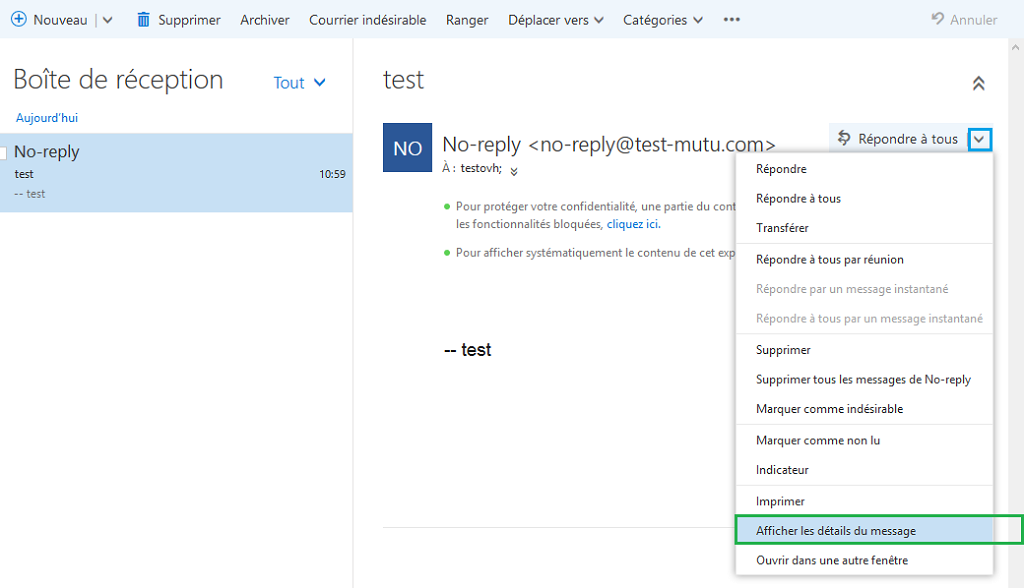 Nouveau
Supprimer
Archiver
Courrier indésirable
Ranger
Déplacer vers
Catégories
•••
Annuler
Boîte de réception
Tout
Aujourd'hui
No-reply
test
10:59
-- test
test
NO
No-reply <no-reply@test-mutu.com>
À : testovh;
Répondre à tous
Pour protéger votre confidentialité, une partie du cont
les fonctionnalités bloquées, cliquez ici.
Pour afficher systématiquement le contenu de cet exp
-- test
Répondre
Répondre à tous
Transférer
Répondre à tous par réunion
Répondre par un message instantané
Répondre à tous par un message instantané
Supprimer
Supprimer tous les messages de No-reply
Marquer comme indésirable
Marquer comme non lu
Indicateur
Imprimer
Afficher les détails du message
Ouvrir dans une autre fenêtre